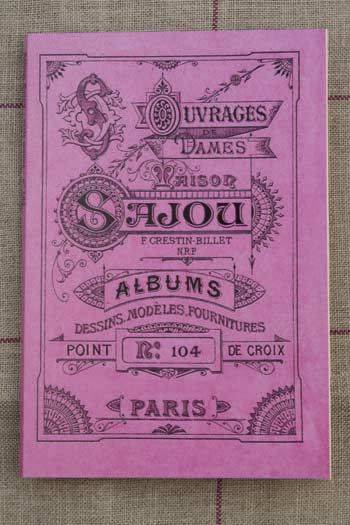 S
OUVRAGES
DE
DAMES
MAISON
SAJOU
F CRESTIN-BILLET
NRF
ALBUMS
DESSINS, MODÈLES, FOURNITURES
POINT Nº: 104 DE CROIX
PARIS